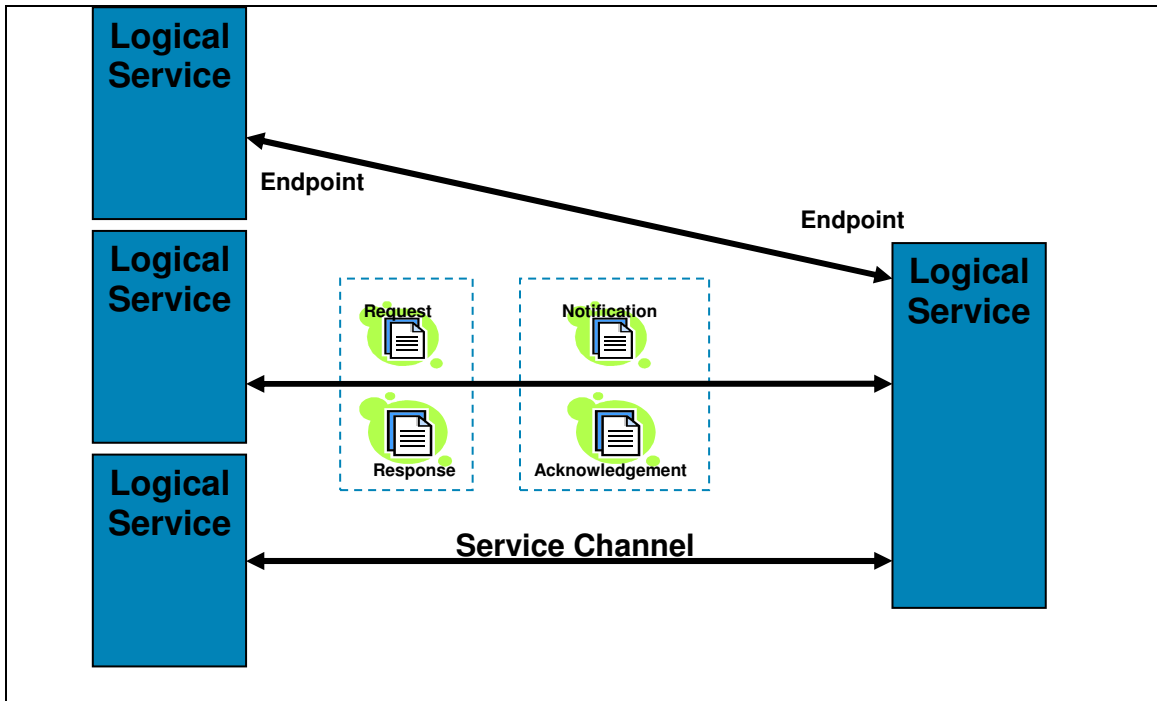 Logical
Service
Endpoint
Endpoint
Logical
Service
Logical
Service
Request
Notification
Response
Acknowledgement
Logical
Service
Service Channel